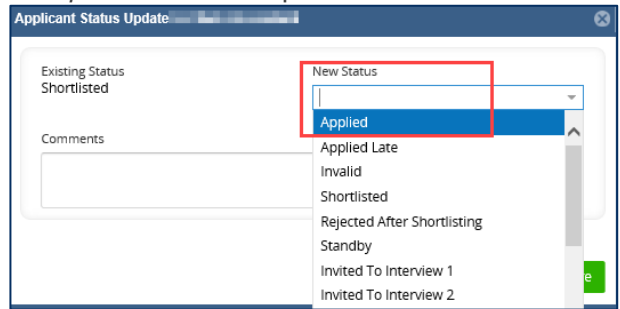 Applicant Status Update
Existing Status
Shortlisted
New Status
Applied
Applied Late
Invalid
Shortlisted
Rejected After Shortlisting
Standby
Invited To Interview 1
Invited To Interview 2
Comments
e